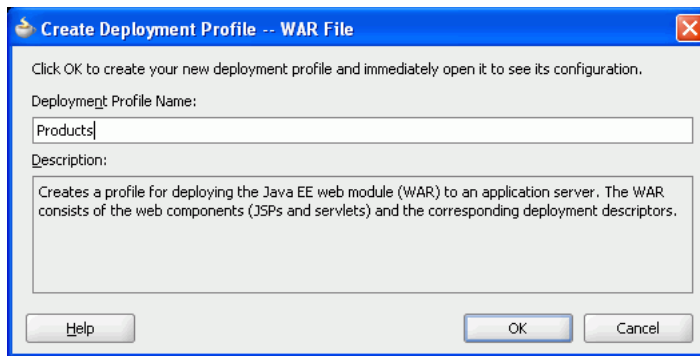 Create Deployment Profile -- WAR File
Click OK to create your new deployment profile and immediately open it to see its configuration.
Deployment Profile Name:
Products
Description:
Creates a profile for deploying the Java EE web module (WAR) to an application server. The WAR
consists of the web components (JSPs and servlets) and the corresponding deployment descriptors.
Help
OK
Cancel